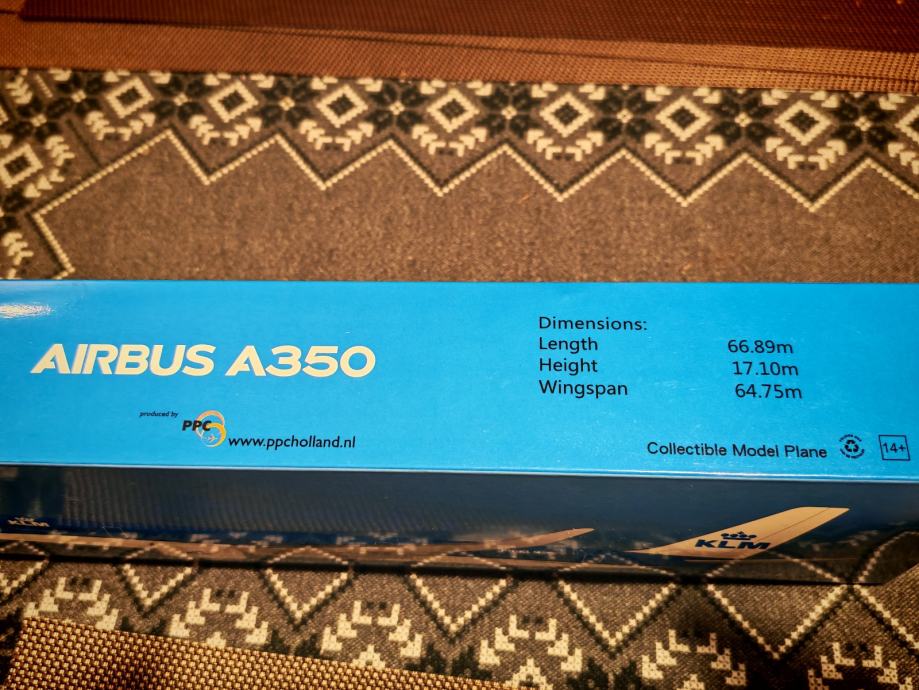 AIRBUS A350
produced by
PPC
www.ppcholland.nl
Dimensions:
Length 66.89m
Height 17.10m
Wingspan 64.75m
Collectible Model Plane
14+
KLM
KLM